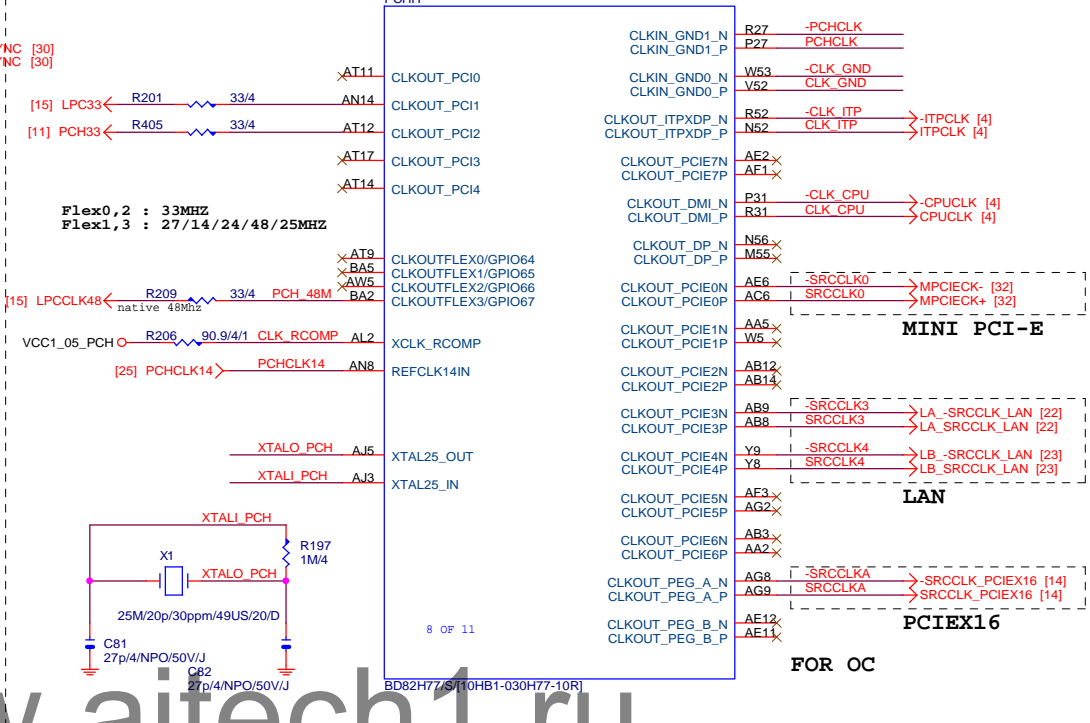 YNC [30]
YNC [30]
[15] LPC33 R201 33/4 AN14
[11] PCH33 R405 33/4 AT12
AT11 CLKOUT_PCI0
CLKOUT_PCI1
CLKOUT_PCI2
AT17 CLKOUT_PCI3
AT14 CLKOUT_PCI4
Flex0,2 : 33MHZ
Flex1,3 : 27/14/24/48/25MHZ
AT9 CLKOUTFLEX0/GPIO64
BA5 CLKOUTFLEX1/GPIO65
AW5 CLKOUTFLEX2/GPIO66
[15] LPCCLK48 R209 33/4 PCH_48M BA2 CLKOUTFLEX3/GPIO67
native 48Mhz
VCC1_05_PCH R206 90.9/4/1 CLK_RCOMP AL2 XCLK_RCOMP
[25] PCHCLK14 PCHCLK14 AN8 REFCLK14IN
XTALO_PCH AJ5 XTAL25_OUT
XTALI_PCH AJ3 XTAL25_IN
XTALI_PCH
R197
1M/4
X1
XTALO_PCH
25M/20p/30ppm/49US/20/D
C81
27p/4/NPO/50V/J
C82
27p/4/NPO/50V/J
8 OF 11
BD82H77/S/[10HB1-030H77-10R]
CLKIN_GND1_N R27 -PCHCLK
CLKIN_GND1_P P27 PCHCLK
CLKIN_GND0_N W53 -CLK_GND
CLKIN_GND0_P V52 CLK_GND
CLKOUT_ITPXDP_N R52 -CLK_ITP -ITPCLK [4]
CLKOUT_ITPXDP_P N52 CLK_ITP ITPCLK [4]
CLKOUT_PCIE7N AE2
CLKOUT_PCIE7P AF1
CLKOUT_DMI_N P31 -CLK_CPU -CPUCLK [4]
CLKOUT_DMI_P R31 CLK_CPU CPUCLK [4]
CLKOUT_DP_N N56
CLKOUT_DP_P M55
CLKOUT_PCIE0N AE6 -SRCCLK0 MPCIECK- [32]
CLKOUT_PCIE0P AC6 SRCCLK0 MPCIECK+ [32]
MINI PCI-E
CLKOUT_PCIE1N AA5
CLKOUT_PCIE1P W5
CLKOUT_PCIE2N AB12
CLKOUT_PCIE2P AB14
CLKOUT_PCIE3N AB9 -SRCCLK3 LA_-SRCCLK_LAN [22]
CLKOUT_PCIE3P AB8 SRCCLK3 LA_SRCCLK_LAN [22]
CLKOUT_PCIE4N Y9 -SRCCLK4 LB_-SRCCLK_LAN [23]
CLKOUT_PCIE4P Y8 SRCCLK4 LB_SRCCLK_LAN [23]
LAN
CLKOUT_PCIE5N AF3
CLKOUT_PCIE5P AG2
CLKOUT_PCIE6N AB3
CLKOUT_PCIE6P AA2
CLKOUT_PEG_A_N AG8 -SRCCLKA -SRCCLK_PCIEX16 [14]
CLKOUT_PEG_A_P AG9 SRCCLKA SRCCLK_PCIEX16 [14]
PCIEX16
CLKOUT_PEG_B_N AE12
CLKOUT_PEG_B_P AE11
FOR OC
w.aitech1.ru